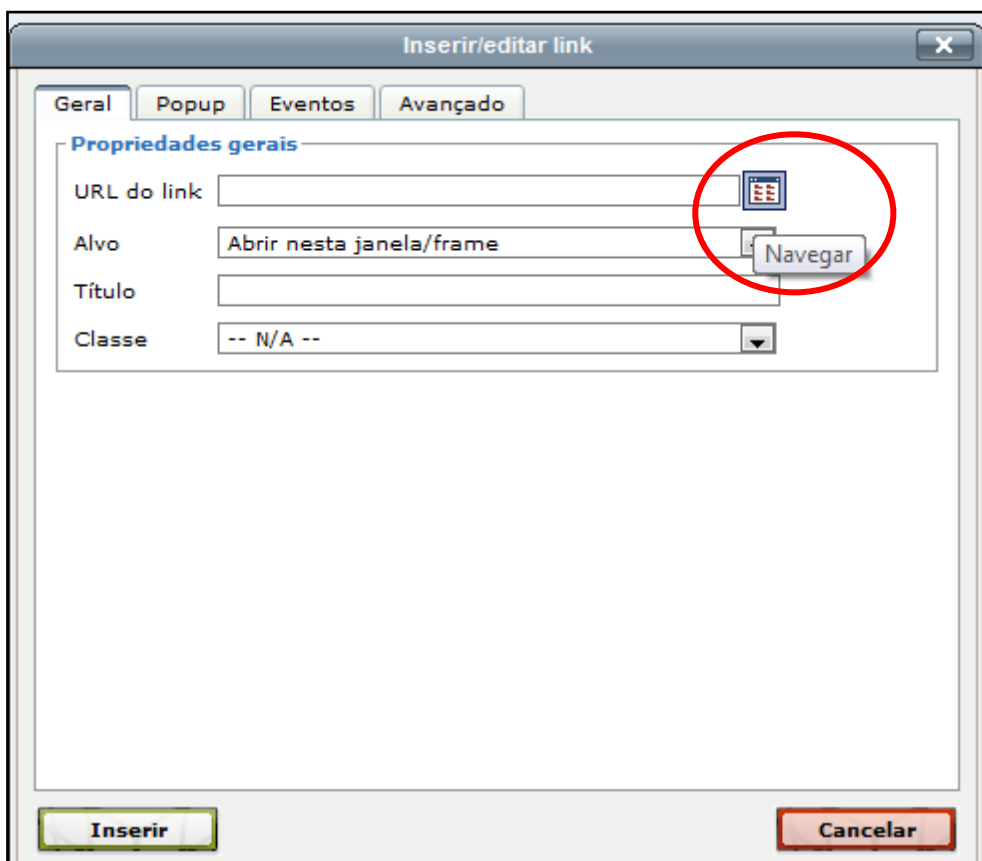 Inserir/editar link
Geral Popup Eventos Avançado
Propriedades gerais
URL do link
Alvo Abrir nesta janela/frame
Navegar
Título
Classe -- N/A --
Inserir Cancelar